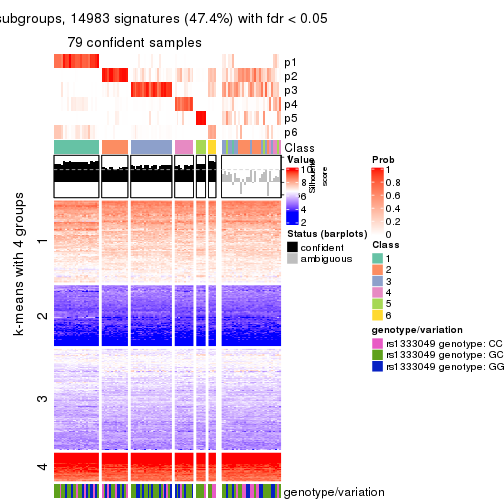 subgroups, 14983 signatures (47.4%) with fdr < 0.05
79 confident samples
p1
p2
p3
p4
p5
p6
Class
Silhouette
score
k-means with 4 groups
1
2
3
4
genotype/variation
Value
10
8
6
4
2
Status (barplots)
confident
ambiguous
Prob
1
0.8
0.6
0.4
0.2
0
Class
1
2
3
4
5
6
genotype/variation
rs1333049 genotype: CC
rs1333049 genotype: GC
rs1333049 genotype: GG